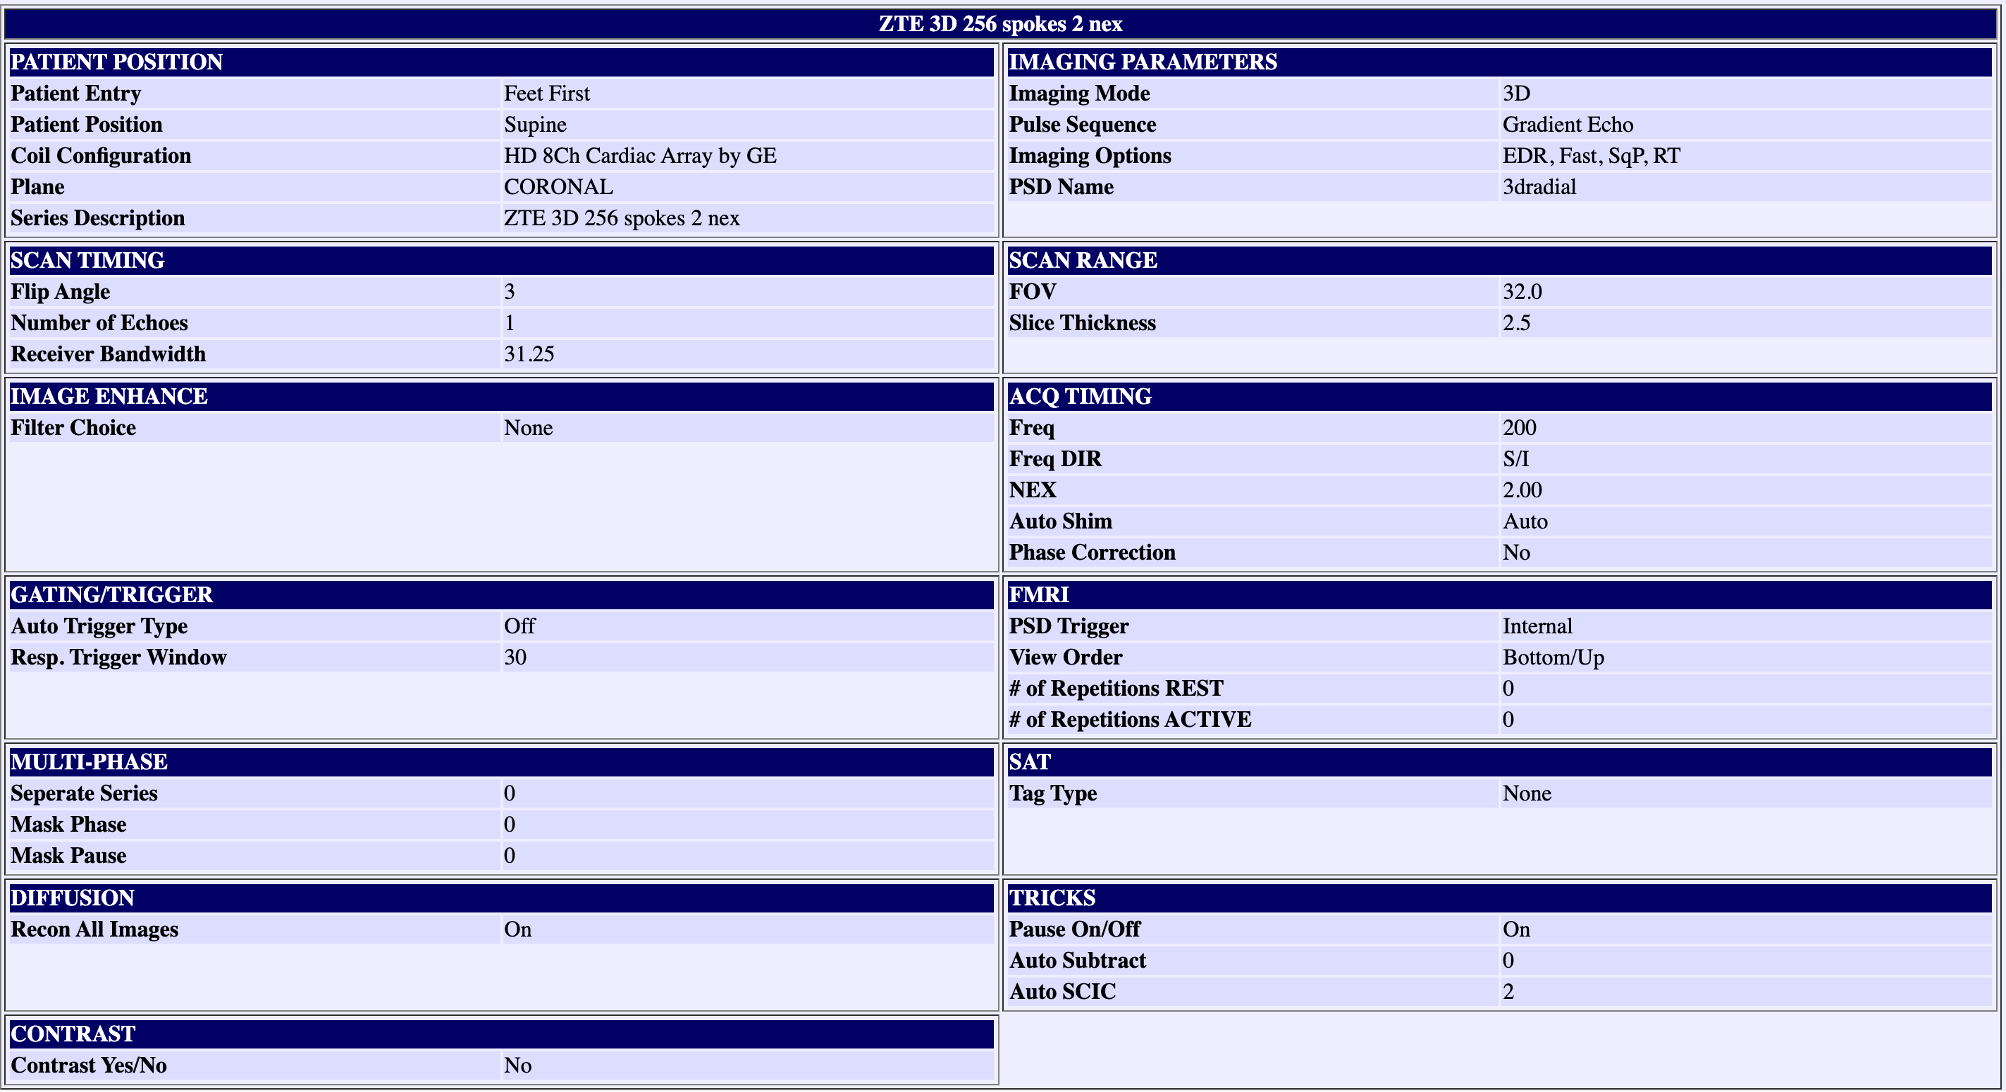 ZTE 3D 256 spokes 2 nex
PATIENT POSITION
Patient Entry Feet First
Patient Position Supine
Coil Configuration HD 8Ch Cardiac Array by GE
Plane CORONAL
Series Description ZTE 3D 256 spokes 2 nex
IMAGING PARAMETERS
Imaging Mode 3D
Pulse Sequence Gradient Echo
Imaging Options EDR, Fast, SqP, RT
PSD Name 3dradial
SCAN TIMING
Flip Angle 3
Number of Echoes 1
Receiver Bandwidth 31.25
SCAN RANGE
FOV 32.0
Slice Thickness 2.5
IMAGE ENHANCE
Filter Choice None
ACQ TIMING
Freq 200
Freq DIR S/I
NEX 2.00
Auto Shim Auto
Phase Correction No
GATING/TRIGGER
Auto Trigger Type Off
Resp. Trigger Window 30
FMRI
PSD Trigger Internal
View Order Bottom/Up
# of Repetitions REST 0
# of Repetitions ACTIVE 0
MULTI-PHASE
Seperate Series 0
Mask Phase 0
Mask Pause 0
SAT
Tag Type None
DIFFUSION
Recon All Images On
TRICKS
Pause On/Off On
Auto Subtract 0
Auto SCIC 2
CONTRAST
Contrast Yes/No No